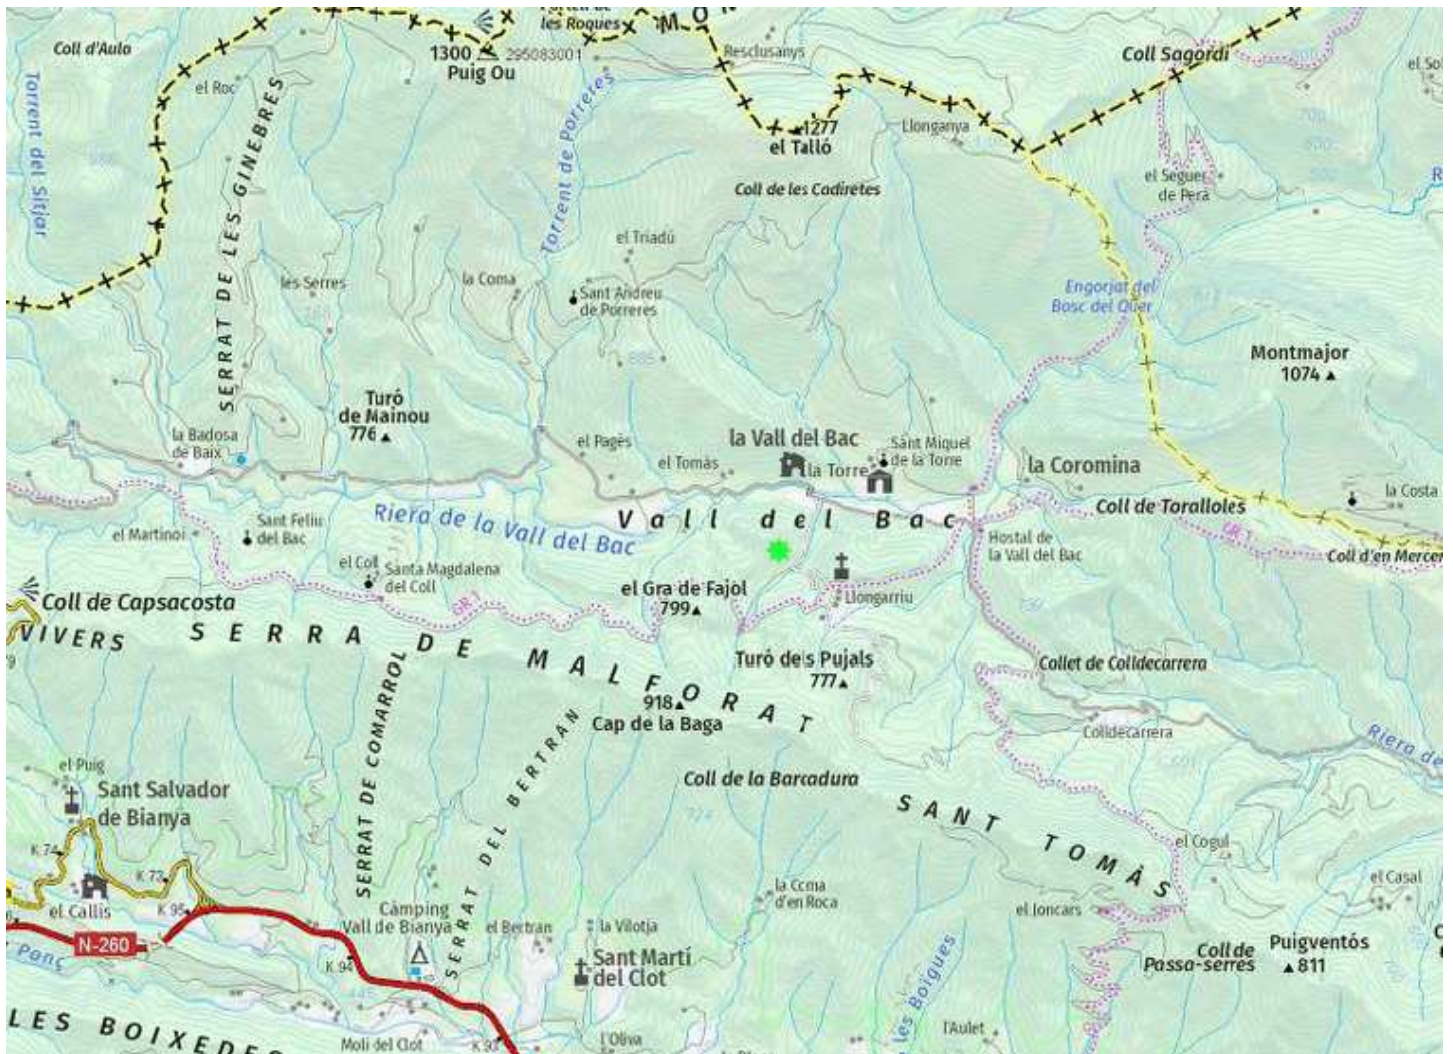 les Roques
M O N
Coll d'Aulo
1300
295083001
Puig Ou
Resclusanys
Coll Sagordi
el Roc
Torrent del Sitjar
SERRAT DE LES GINEBRES
Torrent de Porreres
1277
el Talló
Llonganya
Coll de les Cadiretes
el Seguer
de Pera
el Triadú
les Serres
la Coma
Sant Andreu
de Porreres
Engorjat del
Bosc del Quer
Montmajor
1074
Turó
de Mainou
776
la Badosa
de Baix
el Pagès
el Tomàs
la Vall del Bac
la Torre
Sant Miquel
de la Torre
la Coromina
Coll de Toralloles
la Costa
GR 1
Coll d'en Mercer
Riera de la Vall del Bac
Vall del Bac
el Martinoi
Sant Feliu
del Bac
el Coll
Santa Magdalena
del Coll
GR 1
Hostal de
la Vall del Bac
el Gra de Fajol
799
Llongarriu
Coll de Capsacosta
VIVERS
SERRA DE MALFORAT
Turó dels Pujals
777
Collet de Colldecarrera
918
Cap de la Baga
Colldecarrera
Riera de
SERRAT DE COMARROL
SERRAT DEL BERTRAN
Coll de la Barcadura
SANT TOMÀS
el Puig
Sant Salvador
de Bianya
K 74
K 73
el Callís
K 95
N-260
K 94
Càmping
Vall de Bianya
el Bertran
la Vilotja
Sant Martí
del Clot
la Coma
d'en Roca
el Cogul
el Casal
el Joncars
Coll de
Passa-serres
Puigventós
811
les Boïgues
l'Aulet
LES BOIXEDES
Molí del Clot
K 93
l'Oliva